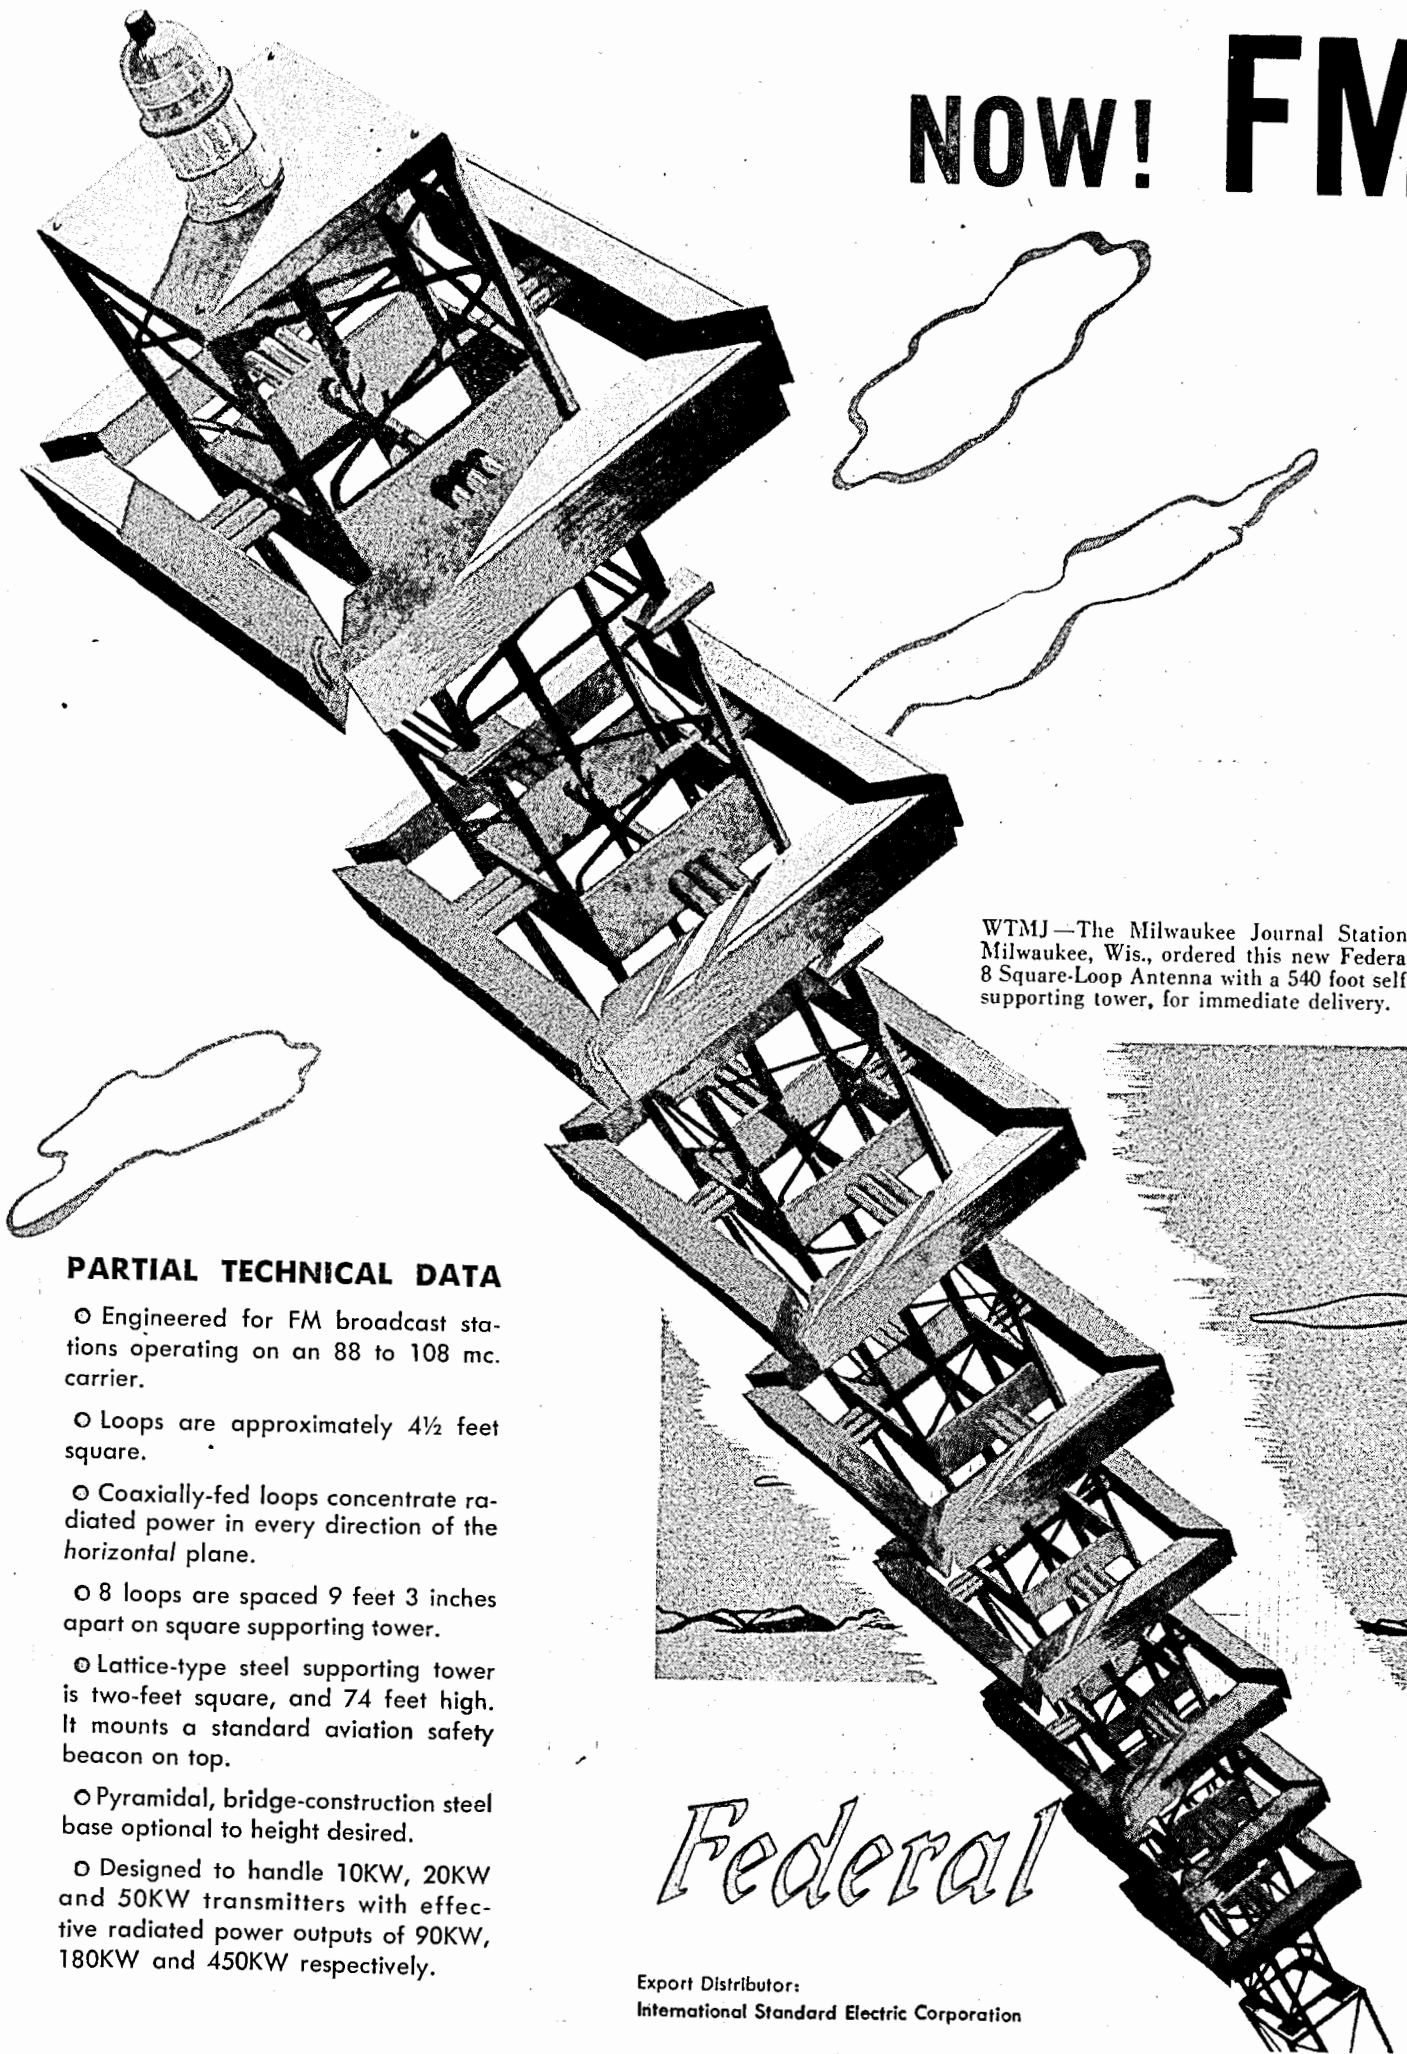 NOW! FM
WTMJ—The Milwaukee Journal Station
Milwaukee, Wis., ordered this new Federa
8 Square-Loop Antenna with a 540 foot self
supporting tower, for immediate delivery.
PARTIAL TECHNICAL DATA
O Engineered for FM broadcast sta-
tions operating on an 88 to 108 mc.
carrier.
O Loops are approximately 4½ feet
square.
O Coaxially-fed loops concentrate ra-
diated power in every direction of the
horizontal plane.
O 8 loops are spaced 9 feet 3 inches
apart on square supporting tower.
O Lattice-type steel supporting tower
is two-feet square, and 74 feet high.
It mounts a standard aviation safety
beacon on top.
O Pyramidal, bridge-construction steel
base optional to height desired.
O Designed to handle 10KW, 20KW
and 50KW transmitters with effec-
tive radiated power outputs of 90KW,
180KW and 450KW respectively.
Federal
Export Distributor:
International Standard Electric Corporation